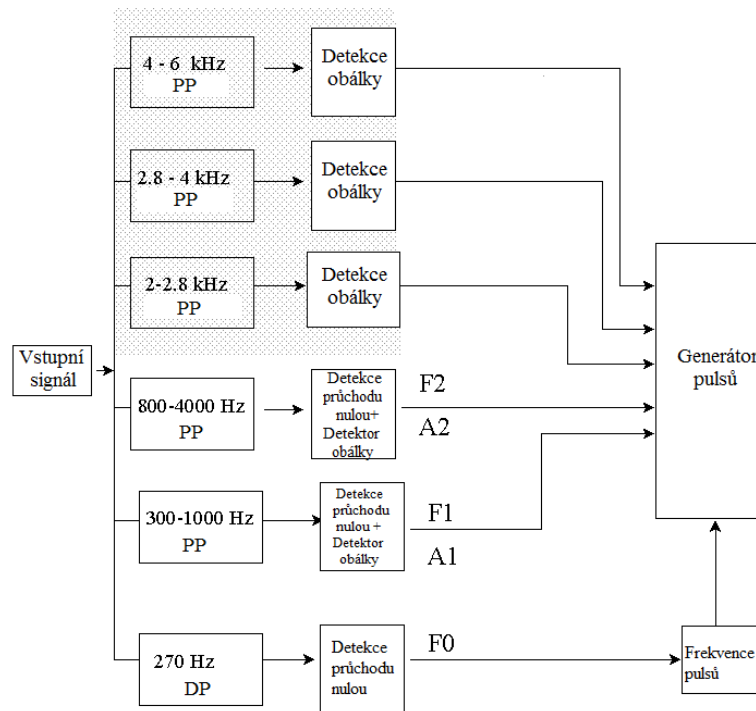 4 - 6 kHz
PP
Detekce
obálky
2.8 - 4 kHz
PP
Detekce
obálky
2-2.8 kHz
PP
Detekce
obálky
Vstupní
signál
Generátor
pulsů
800-4000 Hz
PP
Detekce
průchodu
nulou+
Detektor
obálky
F2
A2
300-1000 Hz
PP
Detekce
průchodu
nulou +
Detektor
obálky
F1
A1
270 Hz
DP
Detekce
průchodu
nulou
F0
Frekvence
pulsů